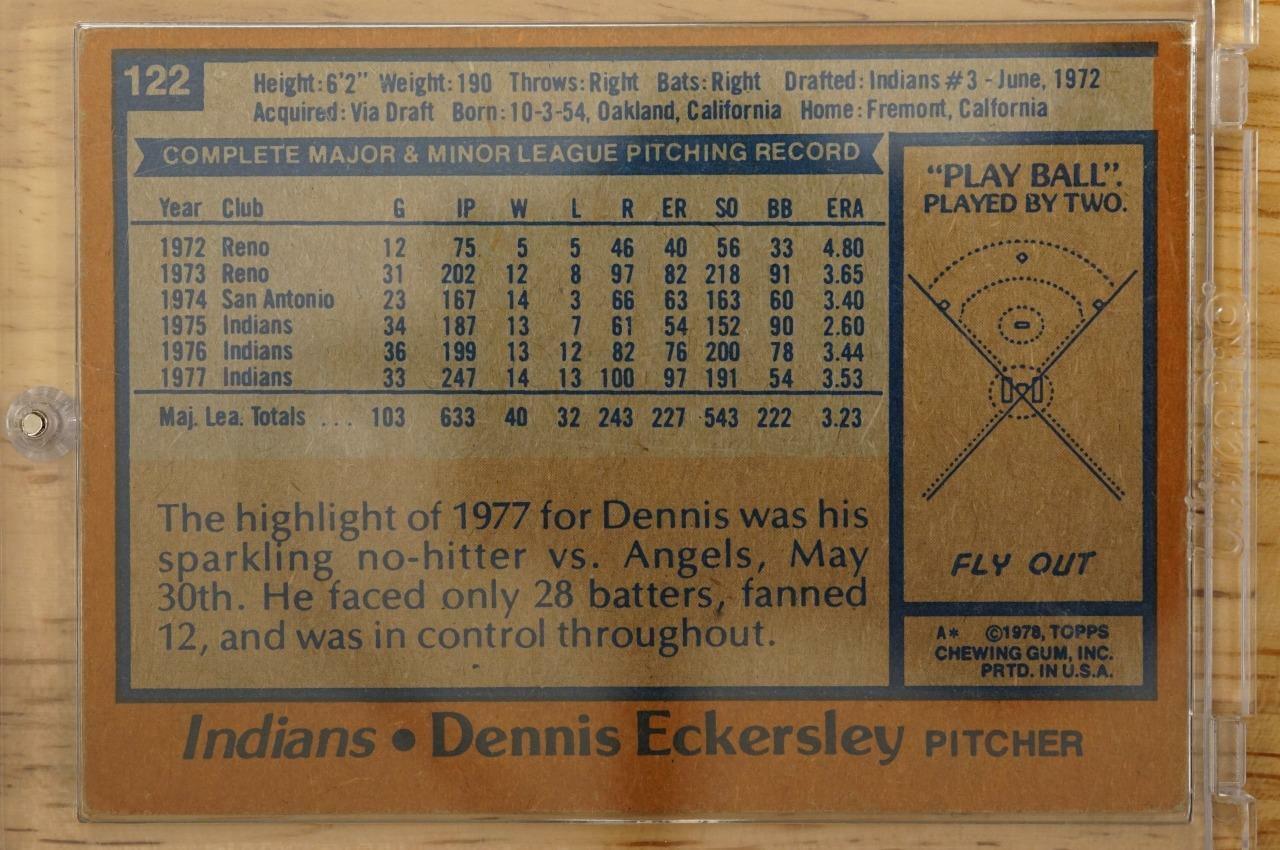 122
Height: 6'2" Weight: 190 Throws: Right Bats: Right Drafted: Indians #3 - June, 1972
Acquired: Via Draft Born: 10-3-54, Oakland, California Home: Fremont, Calfornia
COMPLETE MAJOR & MINOR LEAGUE PITCHING RECORD
Year Club G IP W L R ER SO BB ERA
1972 Reno 12 75 5 5 46 40 56 33 4.80
1973 Reno 31 202 12 8 97 82 218 91 3.65
1974 San Antonio 23 167 14 3 66 63 163 60 3.40
1975 Indians 34 187 13 7 61 54 152 90 2.60
1976 Indians 36 199 13 12 82 76 200 78 3.44
1977 Indians 33 247 14 13 100 97 191 54 3.53
Maj. Lea. Totals ... 103 633 40 32 243 227 543 222 3.23
The highlight of 1977 for Dennis was his
sparkling no-hitter vs. Angels, May
30th. He faced only 28 batters, fanned
12, and was in control throughout.
"PLAY BALL".
PLAYED BY TWO.
FLY OUT
A* ©1978, TOPPS
CHEWING GUM, INC.
PRTD. IN U.S.A.
Indians • Dennis Eckersley PITCHER